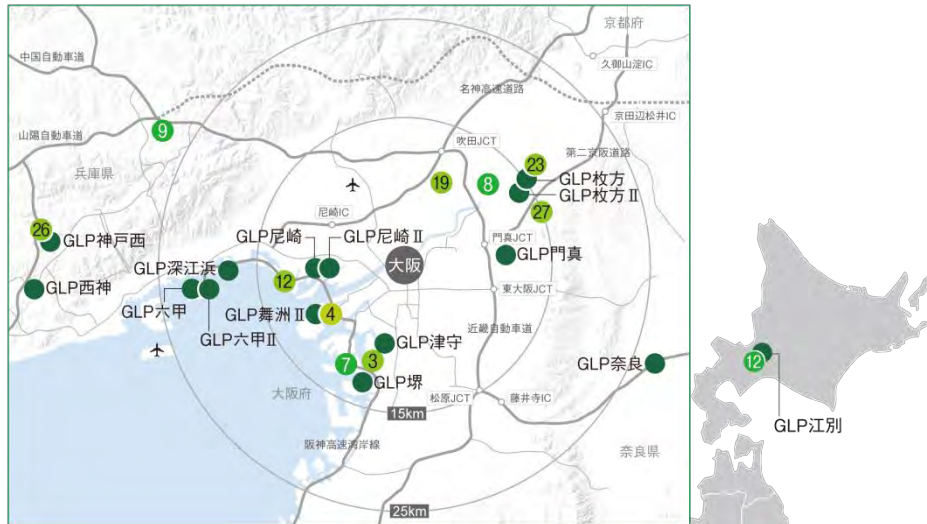 京都府
中国自動車道
久御山淀IC
名神高速道路
京田辺松井IC
9
山陽自動車道
吹田JCT
第二京阪道路
兵庫県
23
19
8
GLP枚方
GLP枚方Ⅱ
27
尼崎IC
26
GLP神戸西
GLP尼崎
GLP尼崎Ⅱ
門真JCT
GLP門真
大阪
GLP深江浜
12
GLP西神
東大阪JCT
GLP六甲
GLP舞洲Ⅱ
4
GLP六甲Ⅱ
近畿自動車道
GLP津守
7
3
GLP奈良
GLP堺
大阪府
松原JCT
藤井寺IC
15km
阪神高速湾岸線
奈良県
25km
12
GLP江別